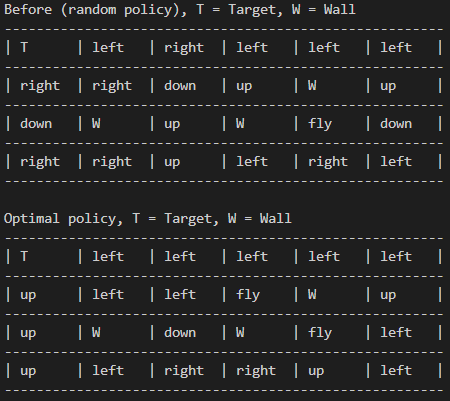 Before (random policy), T = Target, W = Wall
-------------------------------------------------
| T | left | right | left | left | left |
-------------------------------------------------
| right | right | down | up | W | up |
-------------------------------------------------
| down | W | up | W | fly | down |
-------------------------------------------------
| right | right | up | left | right | left |
-------------------------------------------------
Optimal policy, T = Target, W = Wall
-------------------------------------------------
| T | left | left | left | left | left |
-------------------------------------------------
| up | left | left | fly | W | up |
-------------------------------------------------
| up | W | down | W | fly | left |
-------------------------------------------------
| up | left | right | right | up | left |
-------------------------------------------------